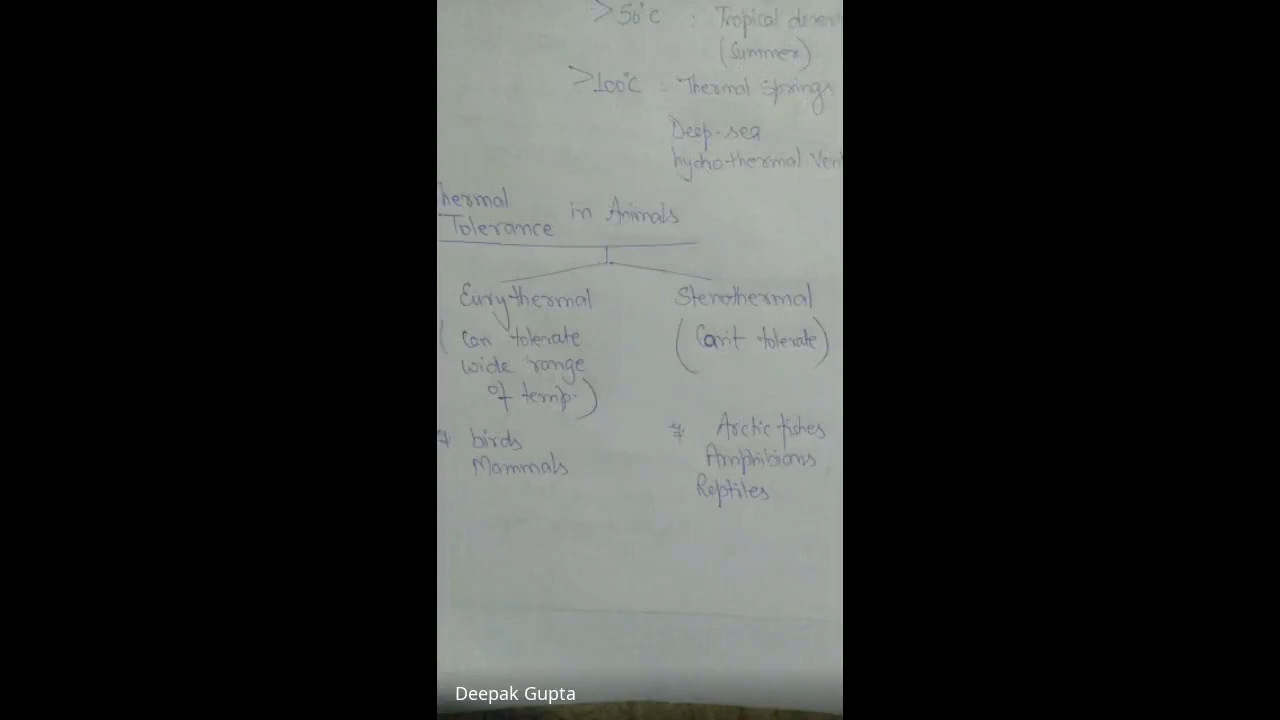 >50°C : Tropical deser
(Summer)
>100°C : Thermal Springs
Deep-sea
hydro-thermal Vent
hermal
Tolerance in Animals
Eurythermal
(Can tolerate
wide range
of temp.)
* birds
Mammals
Stenothermal
(Can't tolerate)
* Arctic fishes
Amphibians
Reptiles
Deepak Gupta